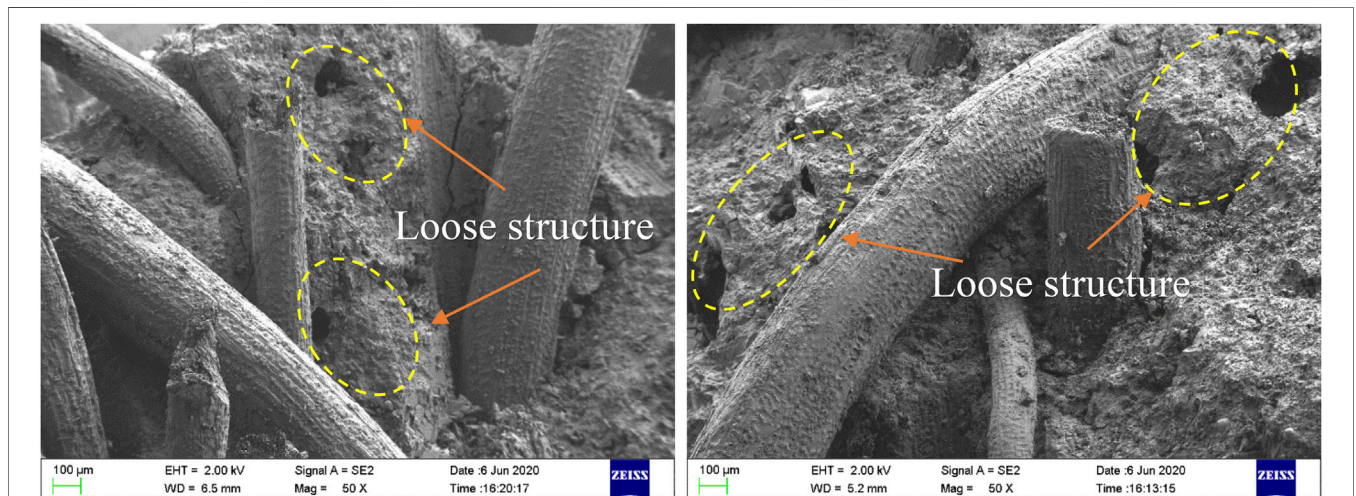 Loose structure
100 µm
EHT = 2.00 kV
Signal A = SE2
Date :6 Jun 2020
WD = 6.5 mm
Mag = 50 X
Time :16:20:17
ZEISS
Loose structure
100 µm
EHT = 2.00 kV
Signal A = SE2
Date :6 Jun 2020
WD = 5.2 mm
Mag = 50 X
Time :16:13:15
ZEISS